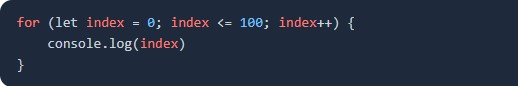 for (let index = 0; index <= 100; index++) {
    console.log(index)
}